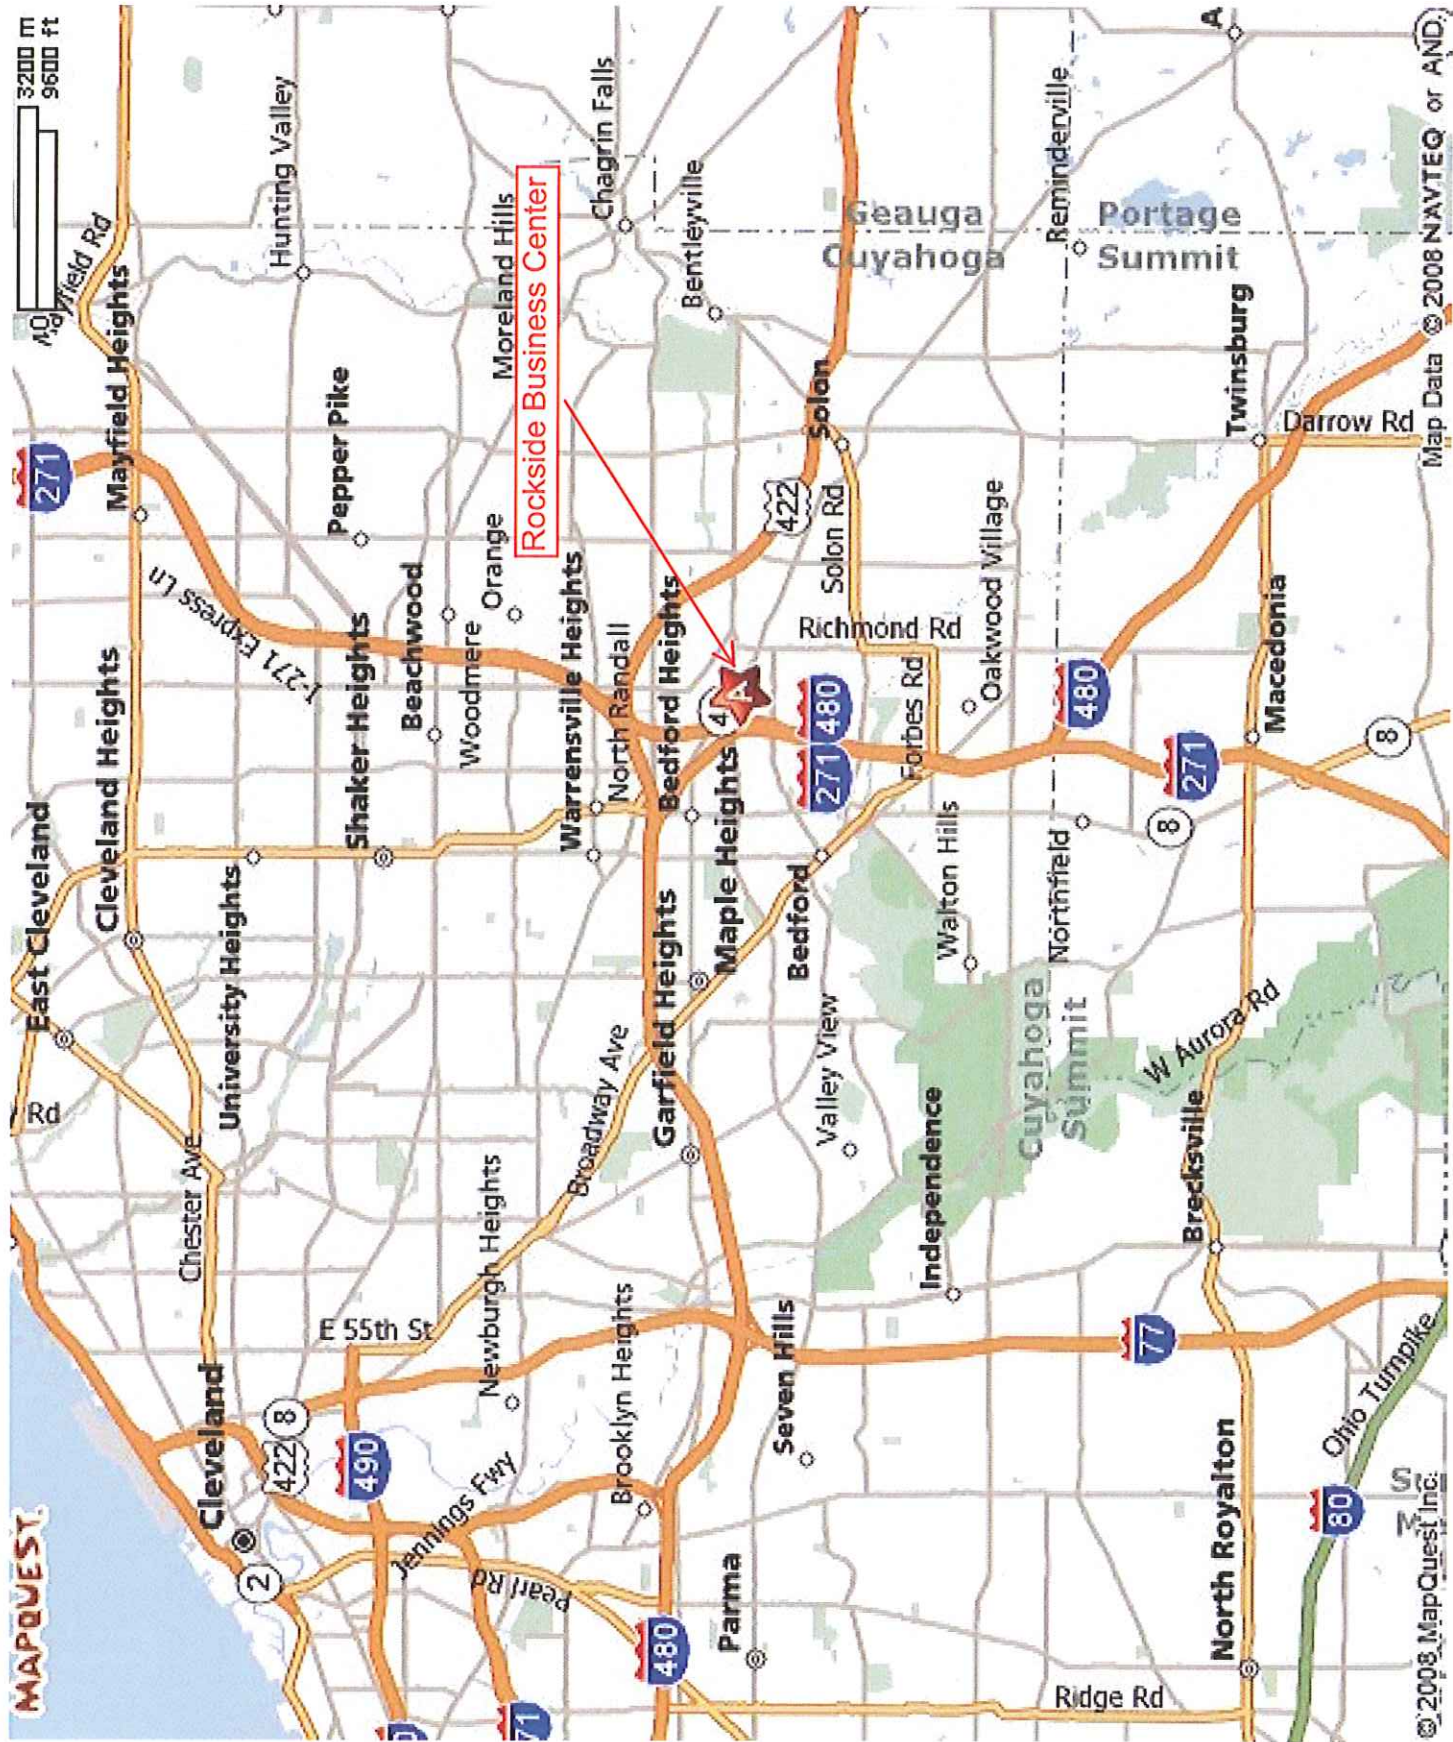 MAPQUEST.
3200 m
9600 ft
271
Mayfield Rd
Mayfield Heights
Hunting Valley
East Cleveland
Cleveland Heights
I-271 Express Ln
Pepper Pike
Rd
Chester Ave
University Heights
Shaker Heights
Beachwood
Woodmere
Orange
Moreland Hills
Chagrin Falls
Rockside Business Center
Cleveland
2
422
8
490
E 55th St
Newburgh Heights
Broadway Ave
Jennings Fwy
Pearl Rd
71
Brooklyn Heights
Warrensville Heights
North Randall
Bedford Heights
Garfield Heights
Maple Heights
4
A
Bentleyville
480
Parma
Seven Hills
Valley View
Bedford
271
480
422
Solon
Solon Rd
Richmond Rd
Forbes Rd
Geauga
Cuyahoga
Independence
Walton Hills
Oakwood Village
Cuyahoga
Summit
Northfield
480
Reminderville
Portage
Summit
Ridge Rd
77
8
271
W Aurora Rd
North Royalton
Brecksville
Macedonia
Twinsburg
A
Darrow Rd
80
Ohio Turnpike
8
© 2008 MapQuest Inc.
Map Data © 2008 NAVTEQ or AND